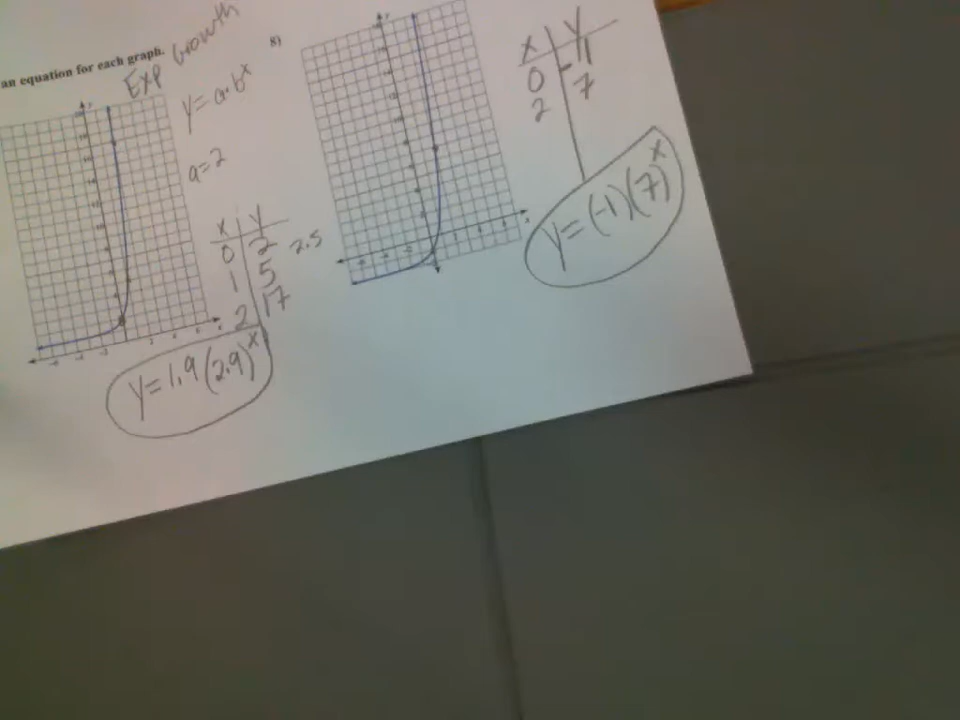 an equation for each graph.
Exp Growth
y = a·b^x
a=2
x y
0 2 2.5
1 5
2 17
y = 1.9(2.9)^x
8)
x y
0 -1
2 7
y = (-1)(7)^x